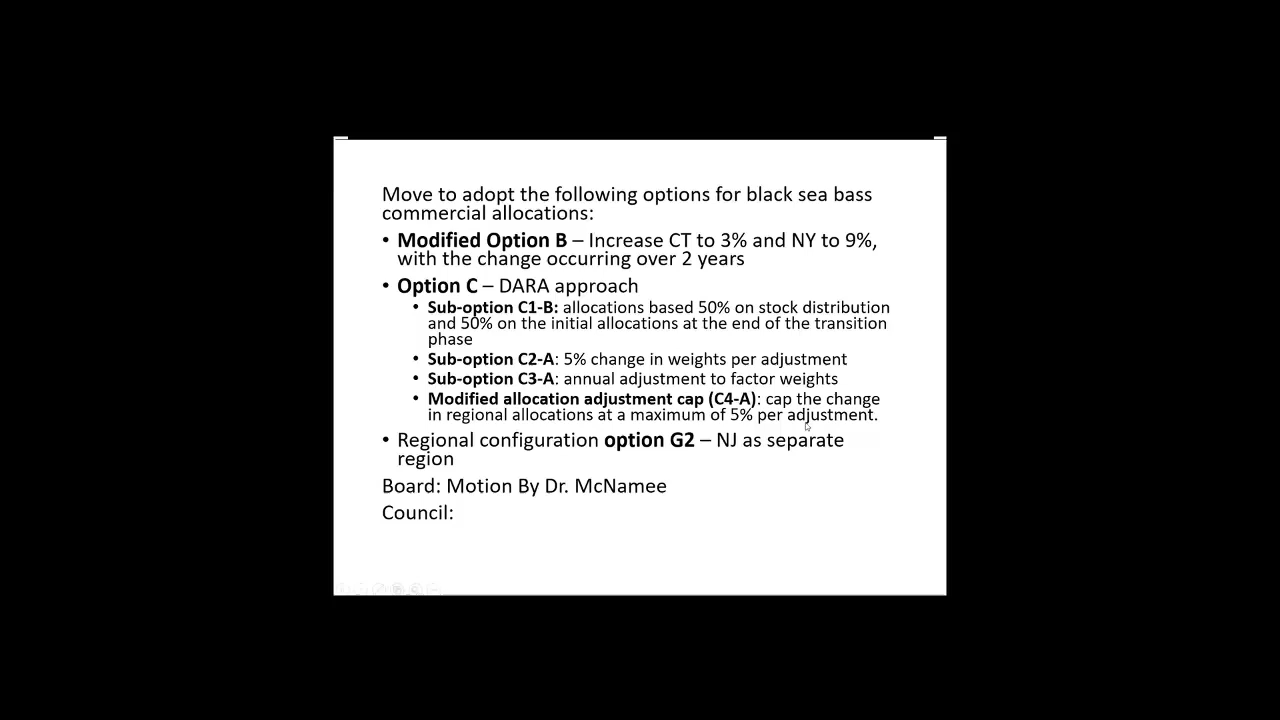 Move to adopt the following options for black sea bass
commercial allocations:
• Modified Option B – Increase CT to 3% and NY to 9%,
with the change occurring over 2 years
• Option C – DARA approach
• Sub-option C1-B: allocations based 50% on stock distribution
and 50% on the initial allocations at the end of the transition
phase
• Sub-option C2-A: 5% change in weights per adjustment
• Sub-option C3-A: annual adjustment to factor weights
• Modified allocation adjustment cap (C4-A): cap the change
in regional allocations at a maximum of 5% per adjustment.
• Regional configuration option G2 – NJ as separate
region
Board: Motion By Dr. McNamee
Council: